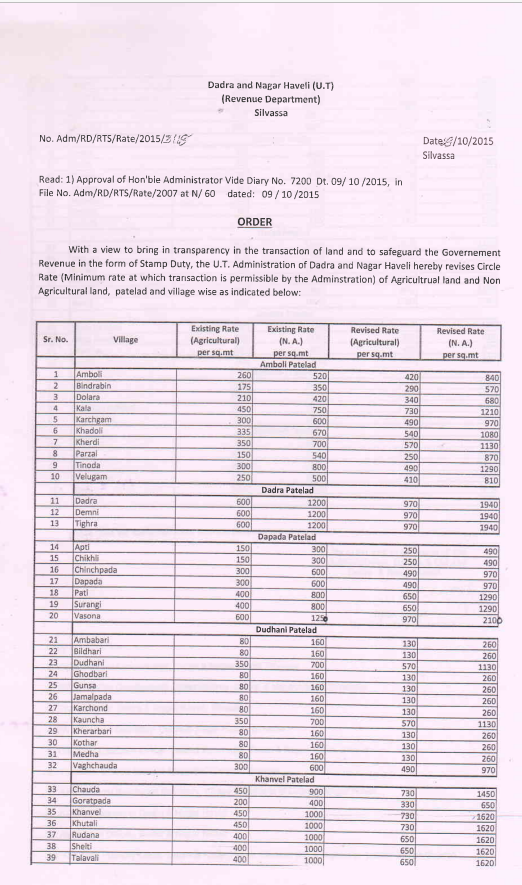 Dadra and Nagar Haveli (U.T)
(Revenue Department)
Silvassa
No. Adm/RD/RTS/Rate/2015/
Date: /10/2015
Silvassa
Read: 1) Approval of Hon'ble Administrator Vide Diary No. 7200 Dt. 09/ 10 /2015, in
File No. Adm/RD/RTS/Rate/2007 at N/ 60 dated: 09 / 10 /2015
ORDER
With a view to bring in transparency in the transaction of land and to safeguard the Governement
Revenue in the form of Stamp Duty, the U.T. Administration of Dadra and Nagar Haveli hereby revises Circle
Rate (Minimum rate at which transaction is permissible by the Adminstration) of Agricultrual land and Non
Agricultural land, patelad and village wise as indicated below:
Sr. No. Village Existing Rate (Agricultural) per sq.mt Existing Rate (N. A.) per sq.mt Revised Rate (Agricultural) per sq.mt Revised Rate (N. A.) per sq.mt
Amboli Patelad
1 Amboli 260 520 420 840
2 Bindrabin 175 350 290 570
3 Dolara 210 420 340 680
4 Kala 450 750 730 1210
5 Karchgam 300 600 490 970
6 Khadoli 335 670 540 1080
7 Kherdi 350 700 570 1130
8 Parzai 150 540 250 870
9 Tinoda 300 800 490 1290
10 Velugam 250 500 410 810
Dadra Patelad
11 Dadra 600 1200 970 1940
12 Demni 600 1200 970 1940
13 Tighra 600 1200 970 1940
Dapada Patelad
14 Apti 150 300 250 490
15 Chikhli 150 300 250 490
16 Chinchpada 300 600 490 970
17 Dapada 300 600 490 970
18 Pati 400 800 650 1290
19 Surangi 400 800 650 1290
20 Vasona 600 1250 970 2100
Dudhani Patelad
21 Ambabari 80 160 130 260
22 Bildhari 80 160 130 260
23 Dudhani 350 700 570 1130
24 Ghodbari 80 160 130 260
25 Gunsa 80 160 130 260
26 Jamalpada 80 160 130 260
27 Karchond 80 160 130 260
28 Kauncha 350 700 570 1130
29 Kherarbari 80 160 130 260
30 Kothar 80 160 130 260
31 Medha 80 160 130 260
32 Vaghchauda 300 600 490 970
Khanvel Patelad
33 Chauda 450 900 730 1450
34 Goratpada 200 400 330 650
35 Khanvel 450 1000 730 1620
36 Khutali 450 1000 730 1620
37 Rudana 400 1000 650 1620
38 Shelti 400 1000 650 1620
39 Talavali 400 1000 650 1620